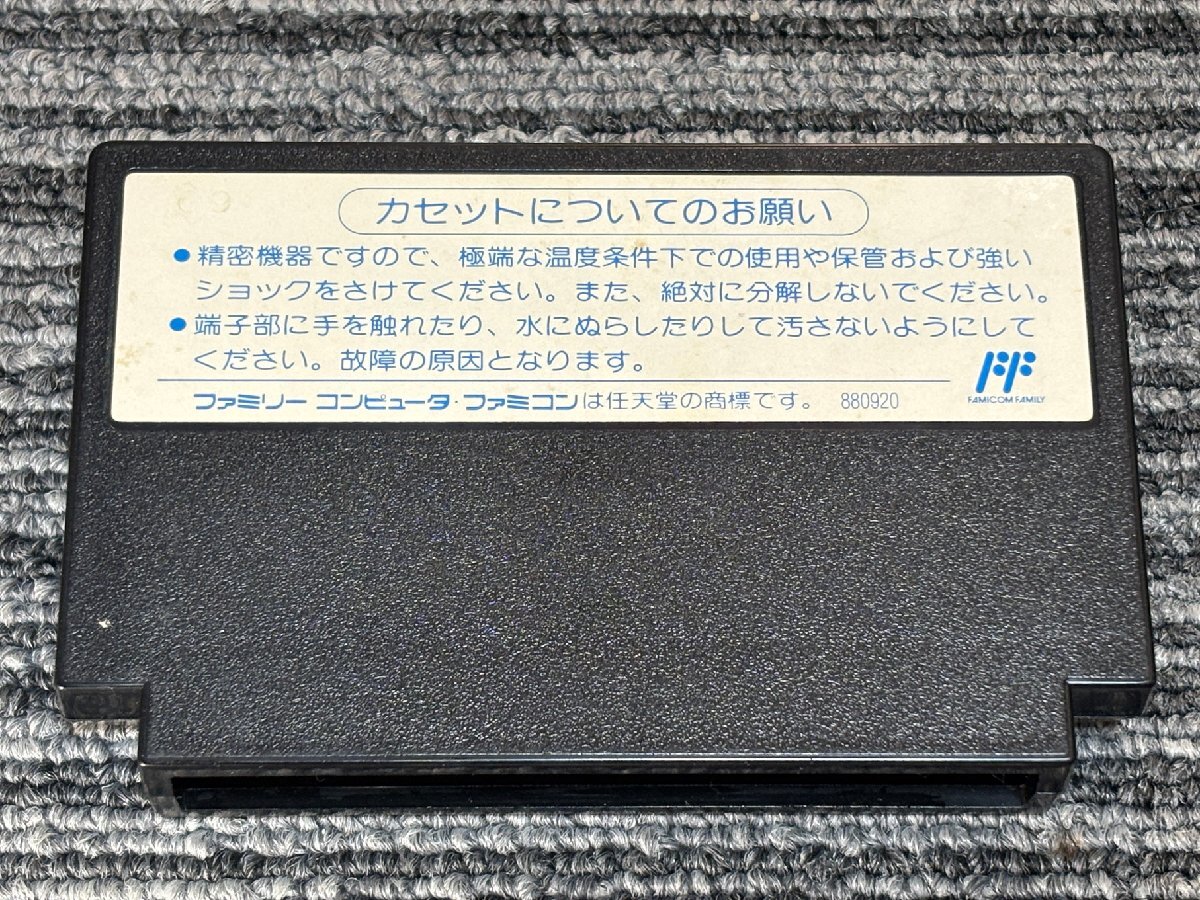 カセットについてのお願い
●精密機器ですので、極端な温度条件下での使用や保管および強い
ショックをさけてください。また、絶対に分解しないでください。
●端子部に手を触れたり、水にぬらしたりして汚さないようにして
ください。故障の原因となります。
FAMICOM FAMILY
ファミリー コンピュータ・ファミコンは任天堂の商標です。 880920